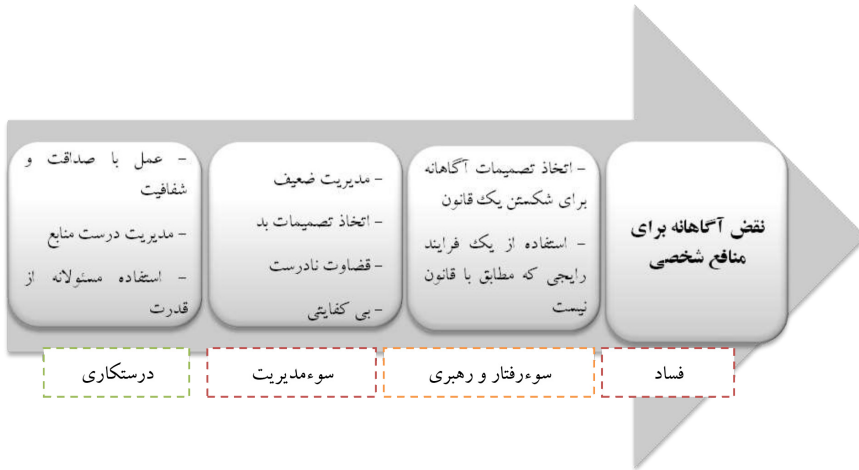 – عمل با صداقت و
شفافیت
– مدیریت درست منابع
– استفاده مسئولانه از
قدرت
– مدیریت ضعیف
– اتخاذ تصمیمات بد
– قضاوت نادرست
– بی کفایتی
– اتخاذ تصمیمات آگاهانه
برای شکستن یک قانون
– استفاده از یک فرایند
رایجی که مطابق با قانون
نیست
نقض آگاهانه برای
منافع شخصی
درستکاری
سوءمدیریت
سوءرفتار و رهبری
فساد